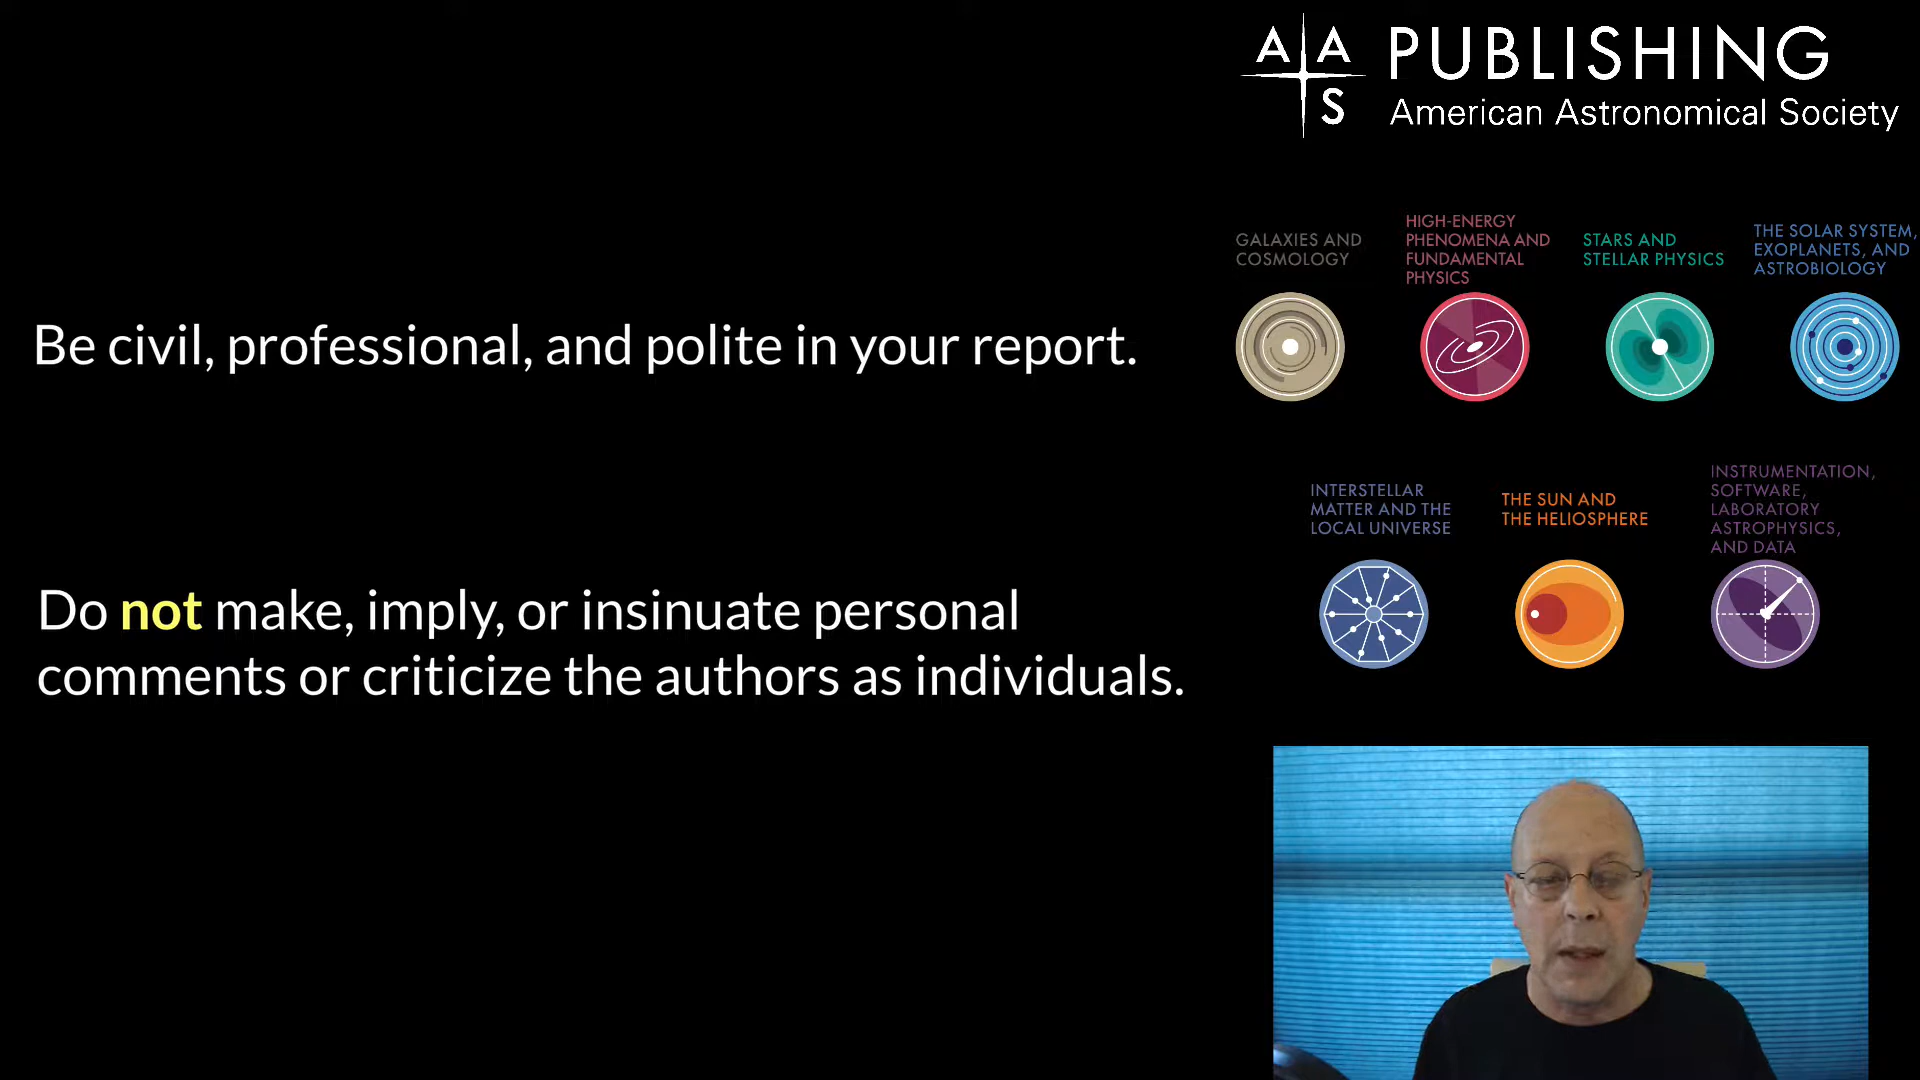 A A
S
PUBLISHING
American Astronomical Society
GALAXIES AND
COSMOLOGY
HIGH-ENERGY
PHENOMENA AND
FUNDAMENTAL
PHYSICS
STARS AND
STELLAR PHYSICS
THE SOLAR SYSTEM,
EXOPLANETS, AND
ASTROBIOLOGY
Be civil, professional, and polite in your report.
INTERSTELLAR
MATTER AND THE
LOCAL UNIVERSE
THE SUN AND
THE HELIOSPHERE
INSTRUMENTATION,
SOFTWARE,
LABORATORY
ASTROPHYSICS,
AND DATA
Do not make, imply, or insinuate personal
comments or criticize the authors as individuals.